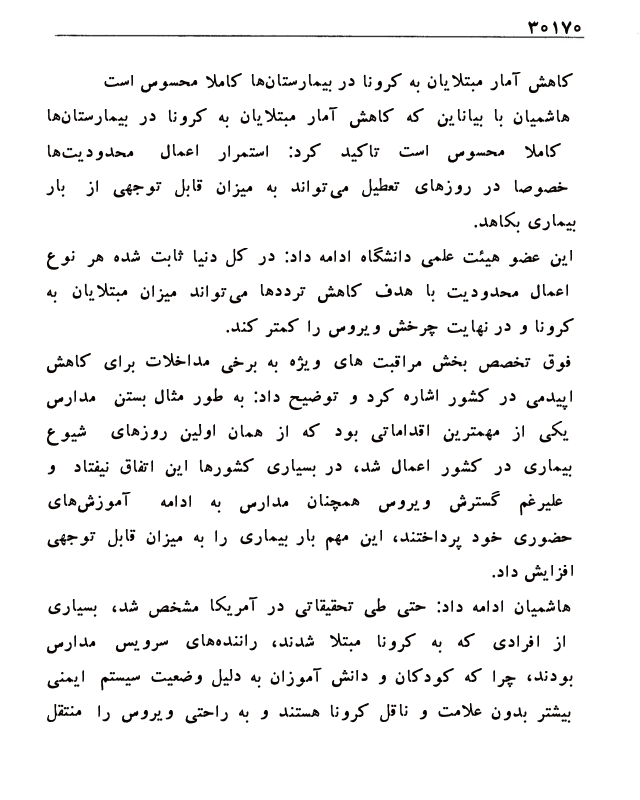 ۳۰۱۷۰
کاهش آمار مبتلایان به کرونا در بیمارستان‌ها کاملا محسوس است
هاشمیان با بیاناین که کاهش آمار مبتلایان به کرونا در بیمارستان‌ها
کاملا محسوس است تاکید کرد: استمرار اعمال محدودیت‌ها
خصوصا در روزهای تعطیل می‌تواند به میزان قابل توجهی از بار
بیماری بکاهد.
این عضو هیئت علمی دانشگاه ادامه داد: در کل دنیا ثابت شده هر نوع
اعمال محدودیت با هدف کاهش ترددها می‌تواند میزان مبتلایان به
کرونا و در نهایت چرخش ویروس را کمتر کند.
فوق تخصص بخش مراقبت های ویژه به برخی مداخلات برای کاهش
اپیدمی در کشور اشاره کرد و توضیح داد: به طور مثال بستن مدارس
یکی از مهمترین اقداماتی بود که از همان اولین روزهای شیوع
بیماری در کشور اعمال شد، در بسیاری کشورها این اتفاق نیفتاد و
علیرغم گسترش ویروس همچنان مدارس به ادامه آموزش‌های
حضوری خود پرداختند، این مهم بار بیماری را به میزان قابل توجهی
افزایش داد.
هاشمیان ادامه داد: حتی طی تحقیقاتی در آمریکا مشخص شد، بسیاری
از افرادی که به کرونا مبتلا شدند، راننده‌های سرویس مدارس
بودند، چرا که کودکان و دانش آموزان به دلیل وضعیت سیستم ایمنی
بیشتر بدون علامت و ناقل کرونا هستند و به راحتی ویروس را منتقل